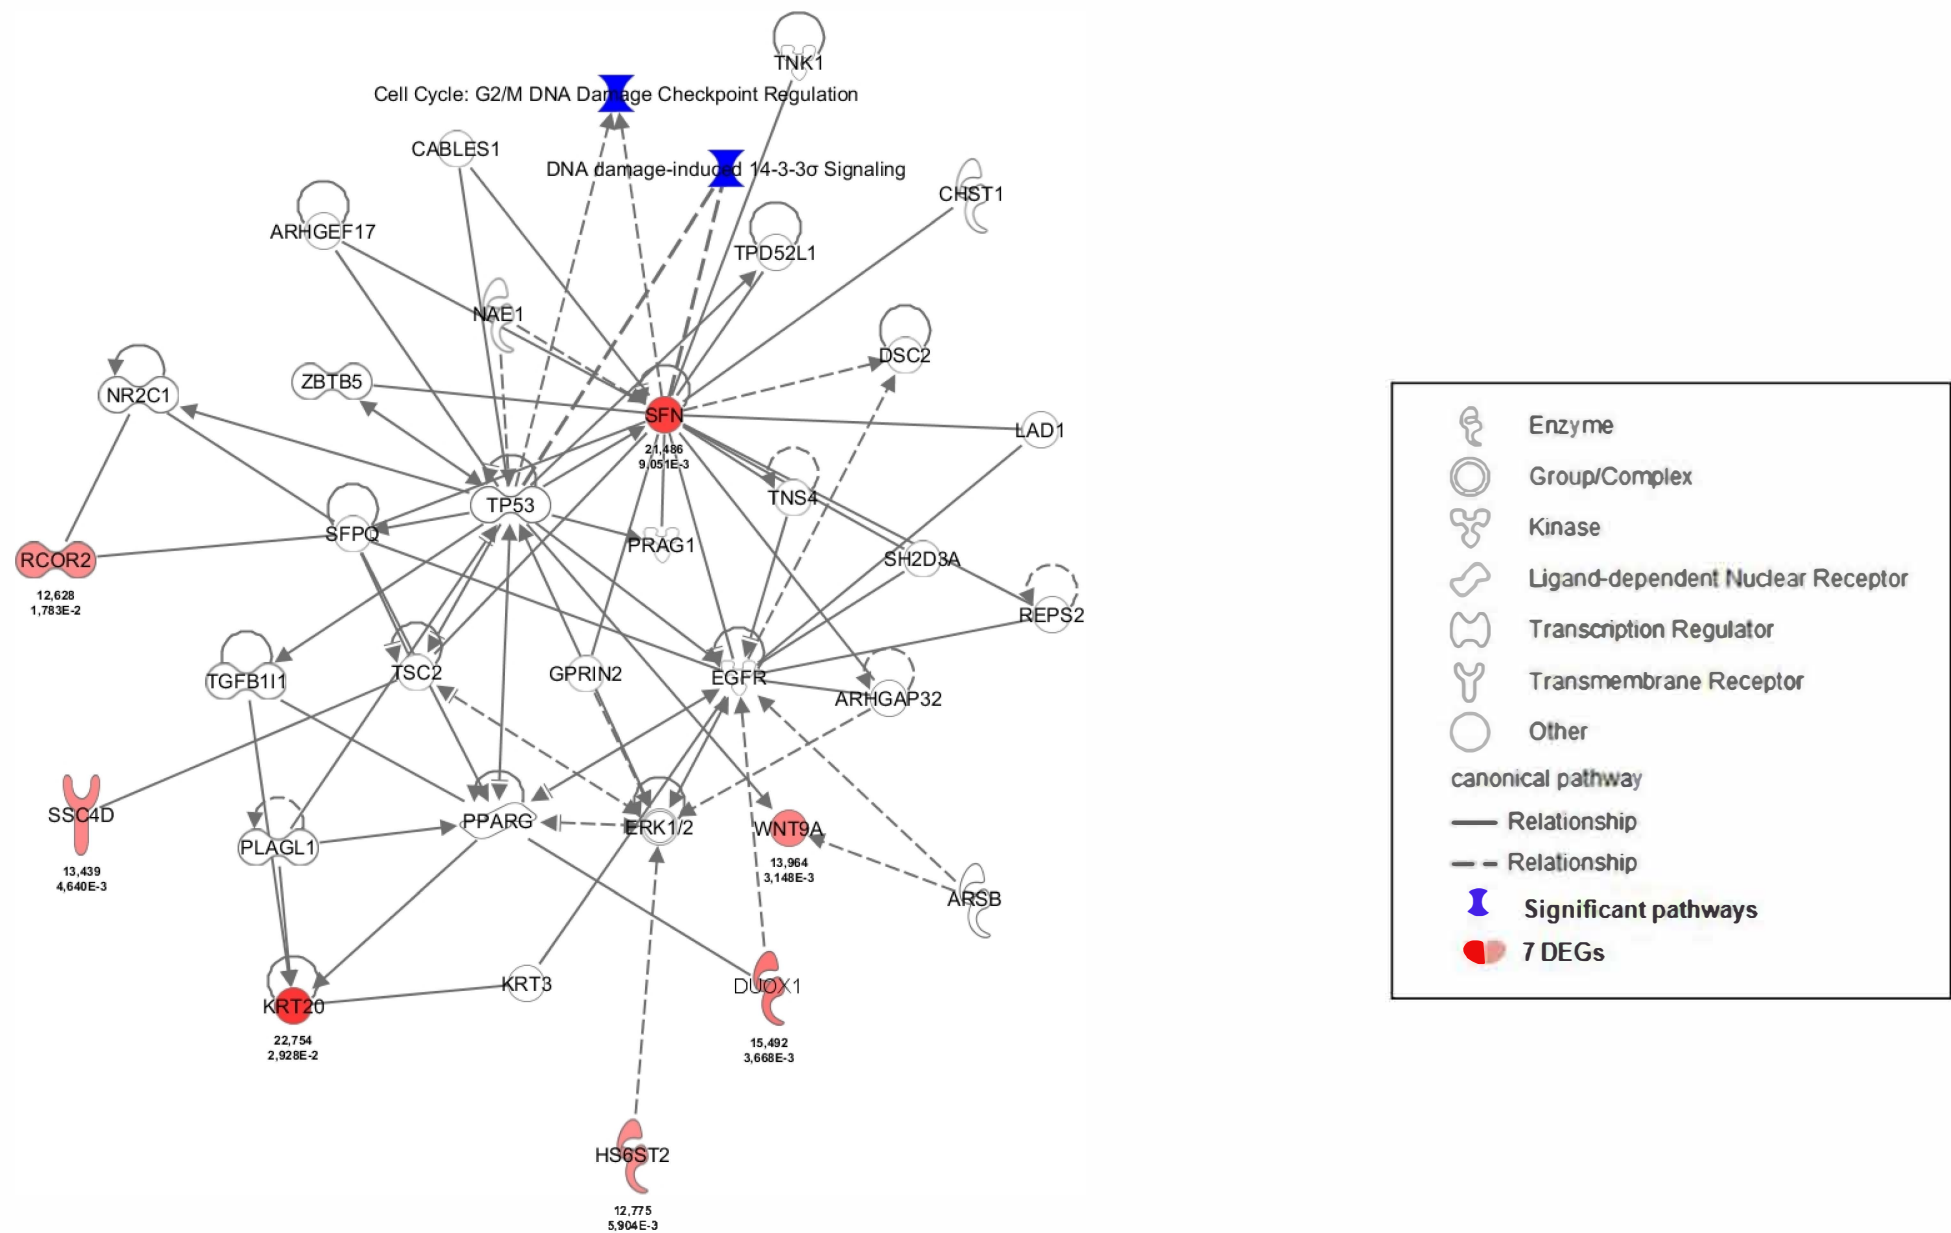 TNK1
Cell Cycle: G2/M DNA Damage Checkpoint Regulation
CABLES1
DNA damage-induced 14-3-3σ Signaling
CHST1
ARHGEF17
TPD52L1
NAE1
DSC2
ZBTB5
NR2C1
SFN
21,486
9,051E-3
LAD1
TNS4
TP53
SFPQ
PRAG1
SH2D3A
RCOR2
12,628
1,783E-2
REPS2
TGFB1I1
TSC2
GPRIN2
EGFR
ARHGAP32
SSC4D
13,439
4,640E-3
PLAGL1
PPARG
ERK1/2
WNT9A
13,964
3,148E-3
ARSB
KRT20
22,754
2,928E-2
KRT3
DUOX1
15,492
3,668E-3
HS6ST2
12,775
5,904E-3
Enzyme
Group/Complex
Kinase
Ligand-dependent Nuclear Receptor
Transcription Regulator
Transmembrane Receptor
Other
canonical pathway
Relationship
Relationship
Significant pathways
7 DEGs